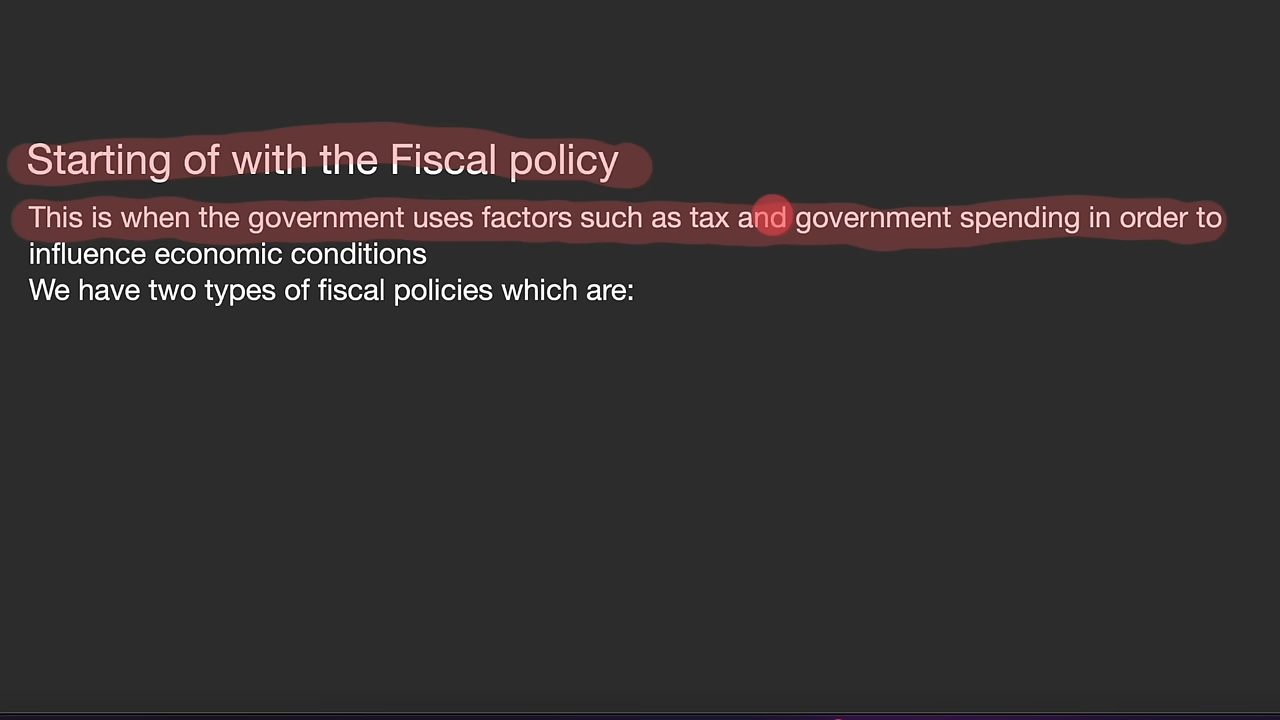 Starting of with the Fiscal policy
This is when the government uses factors such as tax and government spending in order to
influence economic conditions
We have two types of fiscal policies which are: